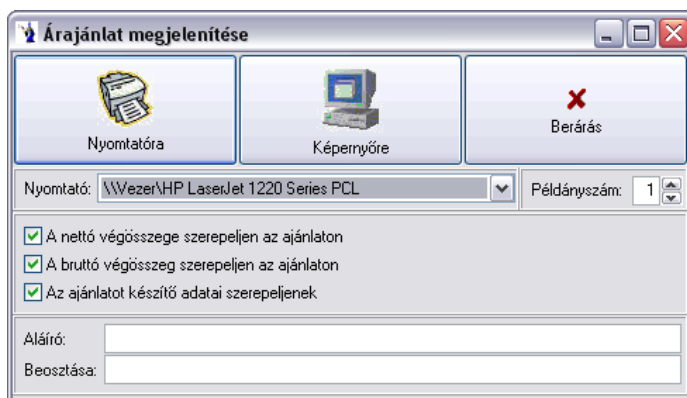 Árajánlat megjelenítése
Nyomtatóra
Képernyőre
Berárás
Nyomtató: \\Vezer\HP LaserJet 1220 Series PCL
Példányszám: 1
A nettó végösszege szerepeljen az ajánlaton
A bruttó végösszeg szerepeljen az ajánlaton
Az ajánlatot készítő adatai szerepeljenek
Aláíró:
Beosztása: